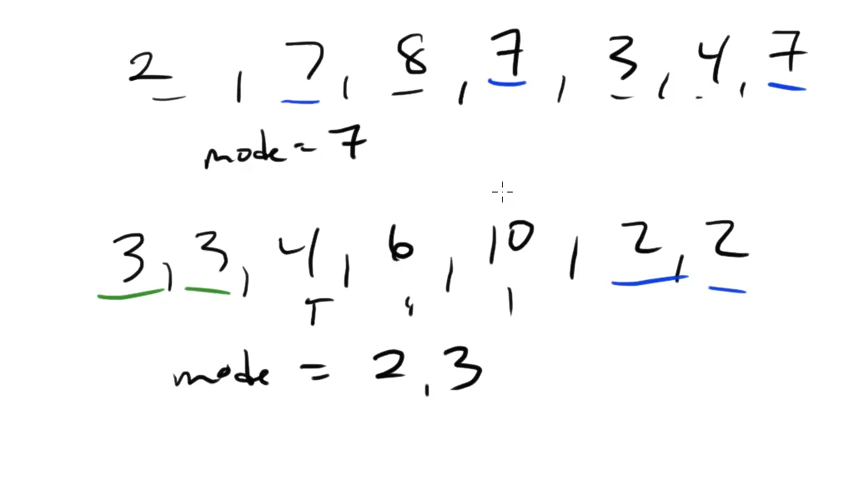 2, 7, 8, 7, 3, 4, 7
mode = 7
3, 3, 4, 6, 10, 2, 2
mode = 2, 3